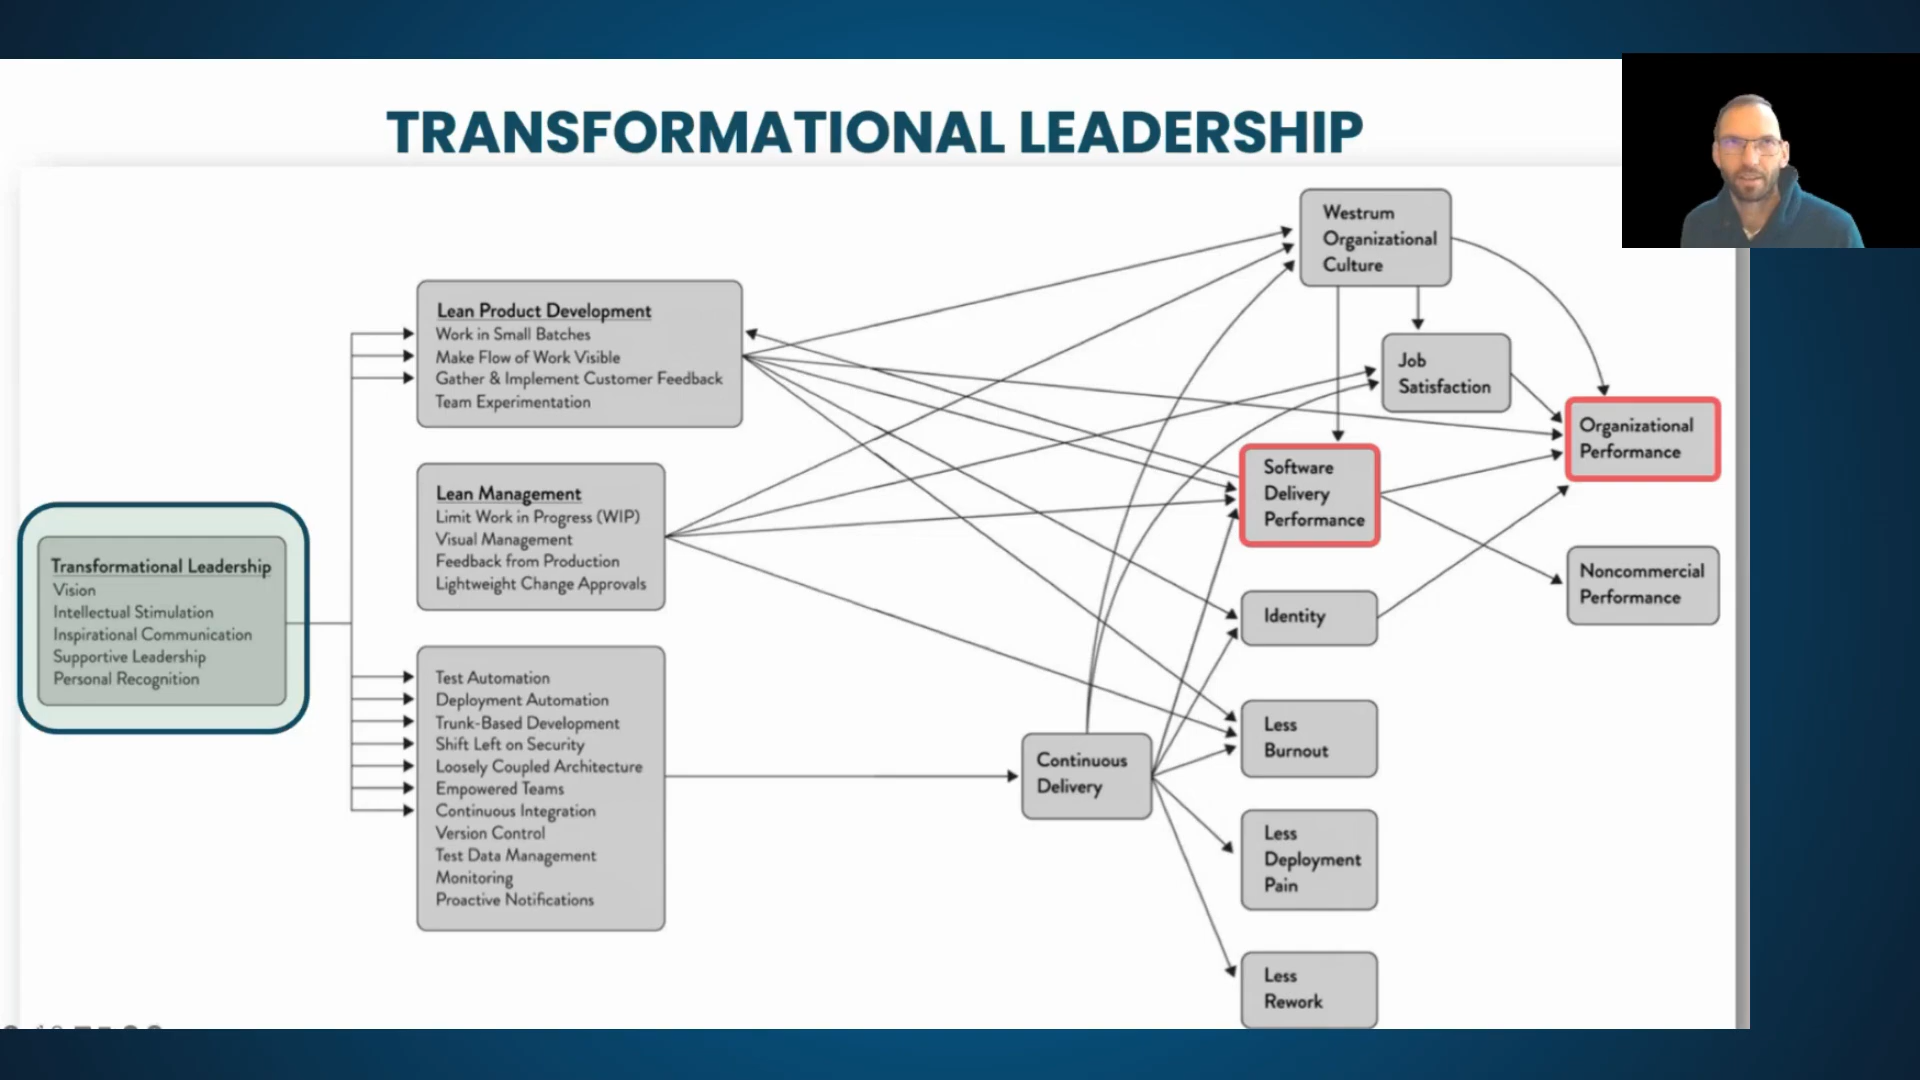 TRANSFORMATIONAL LEADERSHIP
Westrum
Organizational
Culture
Lean Product Development
Work in Small Batches
Make Flow of Work Visible
Gather & Implement Customer Feedback
Team Experimentation
Job
Satisfaction
Organizational
Performance
Software
Delivery
Performance
Lean Management
Limit Work in Progress (WIP)
Visual Management
Feedback from Production
Lightweight Change Approvals
Transformational Leadership
Vision
Intellectual Stimulation
Inspirational Communication
Supportive Leadership
Personal Recognition
Noncommercial
Performance
Identity
Test Automation
Deployment Automation
Trunk-Based Development
Shift Left on Security
Loosely Coupled Architecture
Empowered Teams
Continuous Integration
Version Control
Test Data Management
Monitoring
Proactive Notifications
Continuous
Delivery
Less
Burnout
Less
Deployment
Pain
Less
Rework